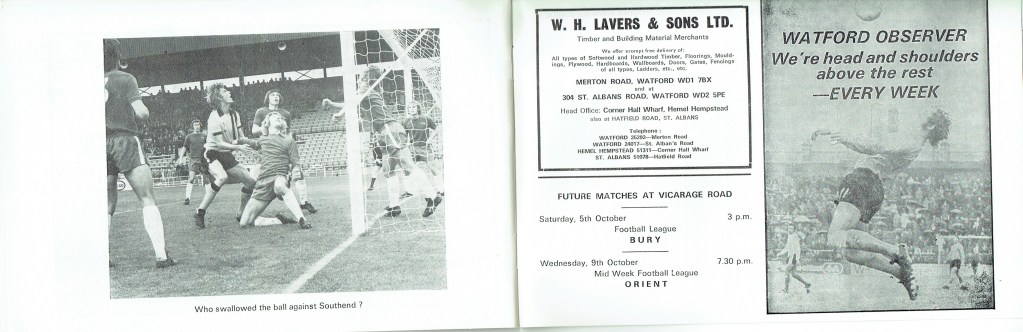 Who swallowed the ball against Southend ?
W. H. LAVERS & SONS LTD.
Timber and Building Material Merchants
We offer exempt free delivery of:
All types of Softwood and Hardwood Timber, Floorings, Mould-
ings, Plywood, Hardboards, Wallboards, Doors, Gates, Fencings
of all types, Ladders, etc., etc.
MERTON ROAD, WATFORD WD1 7BX
and at
304 ST. ALBANS ROAD, WATFORD WD2 5PE
Head Office: Corner Hall Wharf, Hemel Hempstead
also at HATFIELD ROAD, ST. ALBANS
Telephone :
WATFORD 25292—Merton Road
WATFORD 24017—St. Alban's Road
HEMEL HEMPSTEAD 51311—Corner Hall Wharf
ST. ALBANS 51078—Hatfield Road
FUTURE MATCHES AT VICARAGE ROAD
Saturday, 5th October 3 p.m.
Football League
BURY
Wednesday, 9th October 7.30 p.m.
Mid Week Football League
ORIENT
WATFORD OBSERVER
We're head and shoulders
above the rest
—EVERY WEEK